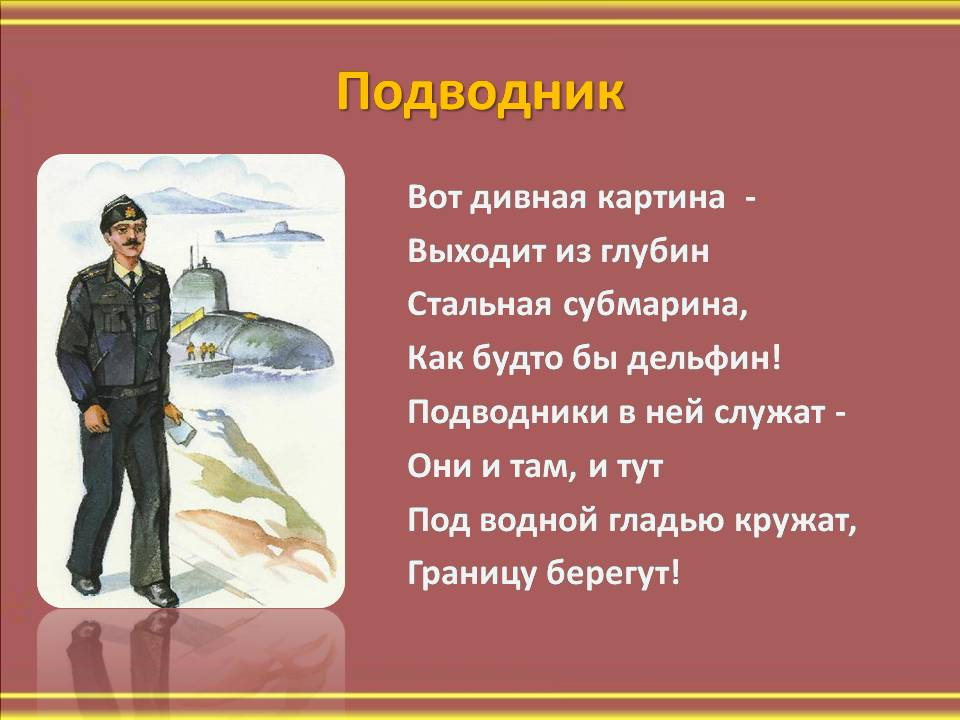 Подводник
Вот дивная картина  -
Выходит из глубин
Стальная субмарина,
Как будто бы дельфин!
Подводники в ней служат -
Они и там, и тут
Под водной гладью кружат,
Границу берегут!